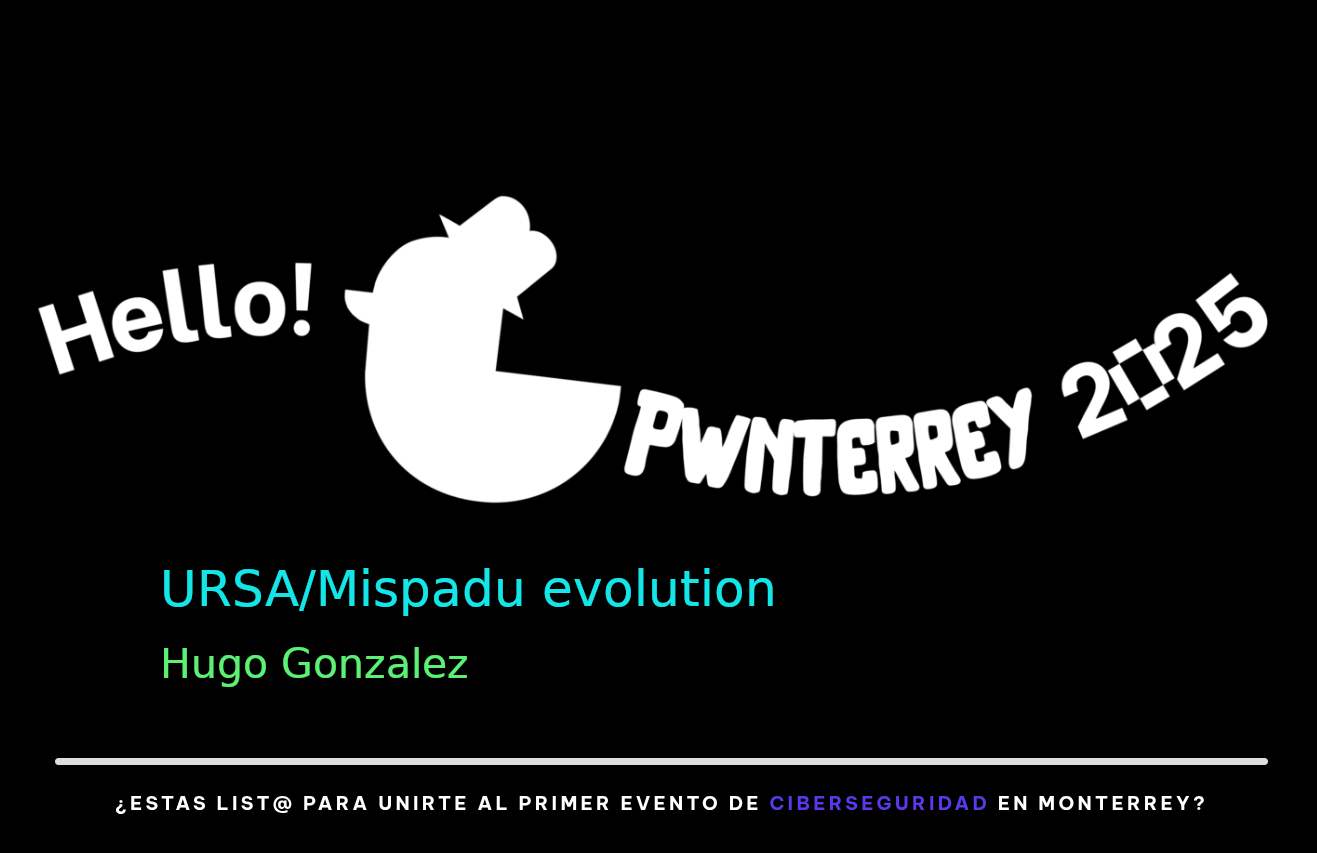 Hello! PWNTERREY 2025
URSA/Mispadu evolution
Hugo Gonzalez
¿ESTAS LIST@ PARA UNIRTE AL PRIMER EVENTO DE CIBERSEGURIDAD EN MONTERREY?